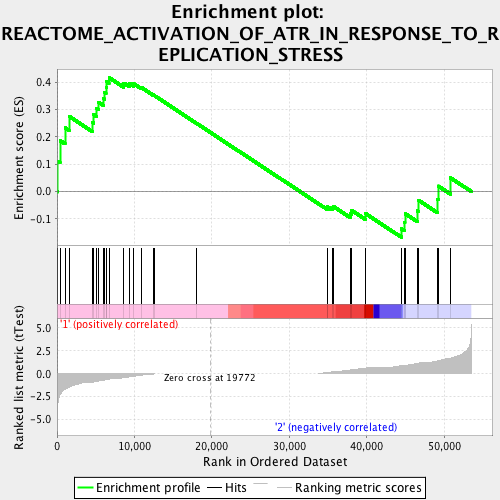 Enrichment plot:
REACTOME_ACTIVATION_OF_ATR_IN_RESPONSE_TO_R
EPLICATION_STRESS
Enrichment score (ES)
0.4
0.3
0.2
0.1
0.0
-0.1
'1' (positively correlated)
Ranked list metric (tTest)
5.0
2.5
0.0
-2.5
-5.0
Zero cross at 19772
'2' (negatively correlated)
0
10,000
20,000
30,000
40,000
50,000
Rank in Ordered Dataset
Enrichment profile
Hits
Ranking metric scores